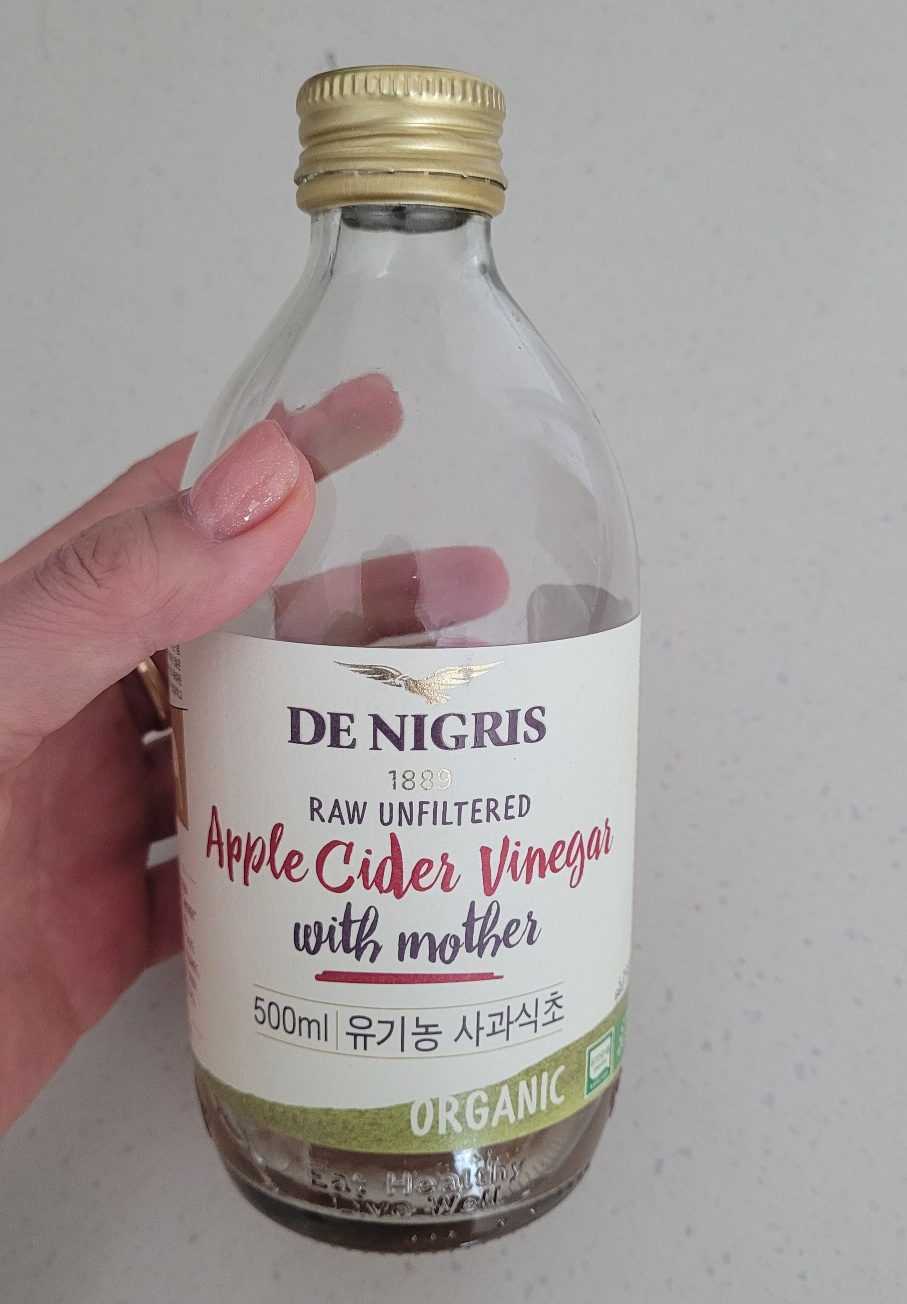 DE NIGRIS
1889
RAW UNFILTERED
Apple Cider Vinegar
with mother
500ml 유기농 사과식초
ORGANIC
Eat Healthy
Live Well